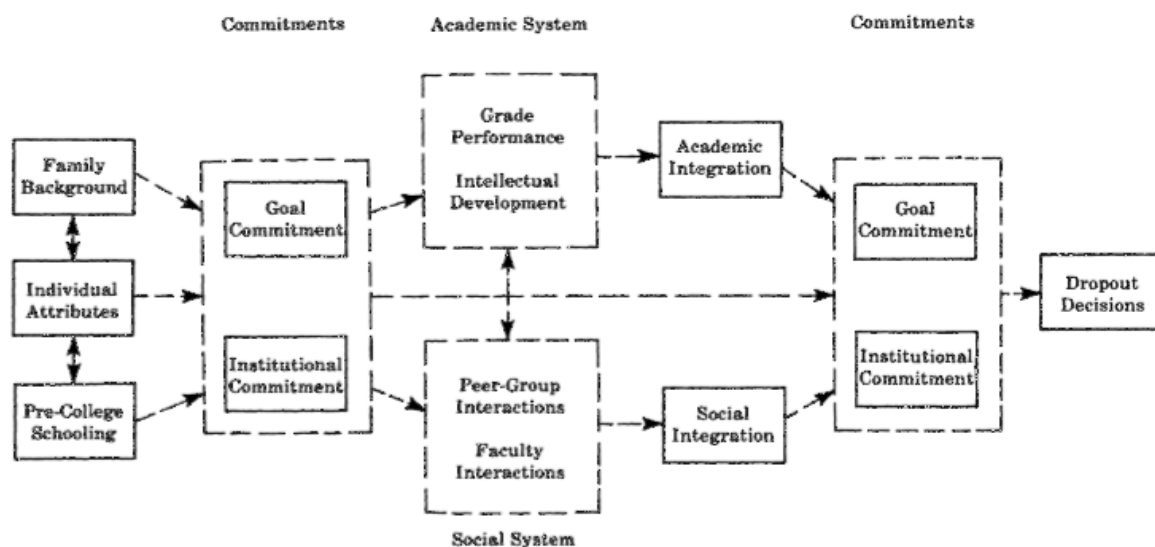 Commitments
Academic System
Commitments
Family
Background
Individual
Attributes
Pre-College
Schooling
Goal
Commitment
Institutional
Commitment
Grade
Performance
Intellectual
Development
Peer-Group
Interactions
Faculty
Interactions
Social System
Academic
Integration
Social
Integration
Goal
Commitment
Institutional
Commitment
Dropout
Decisions